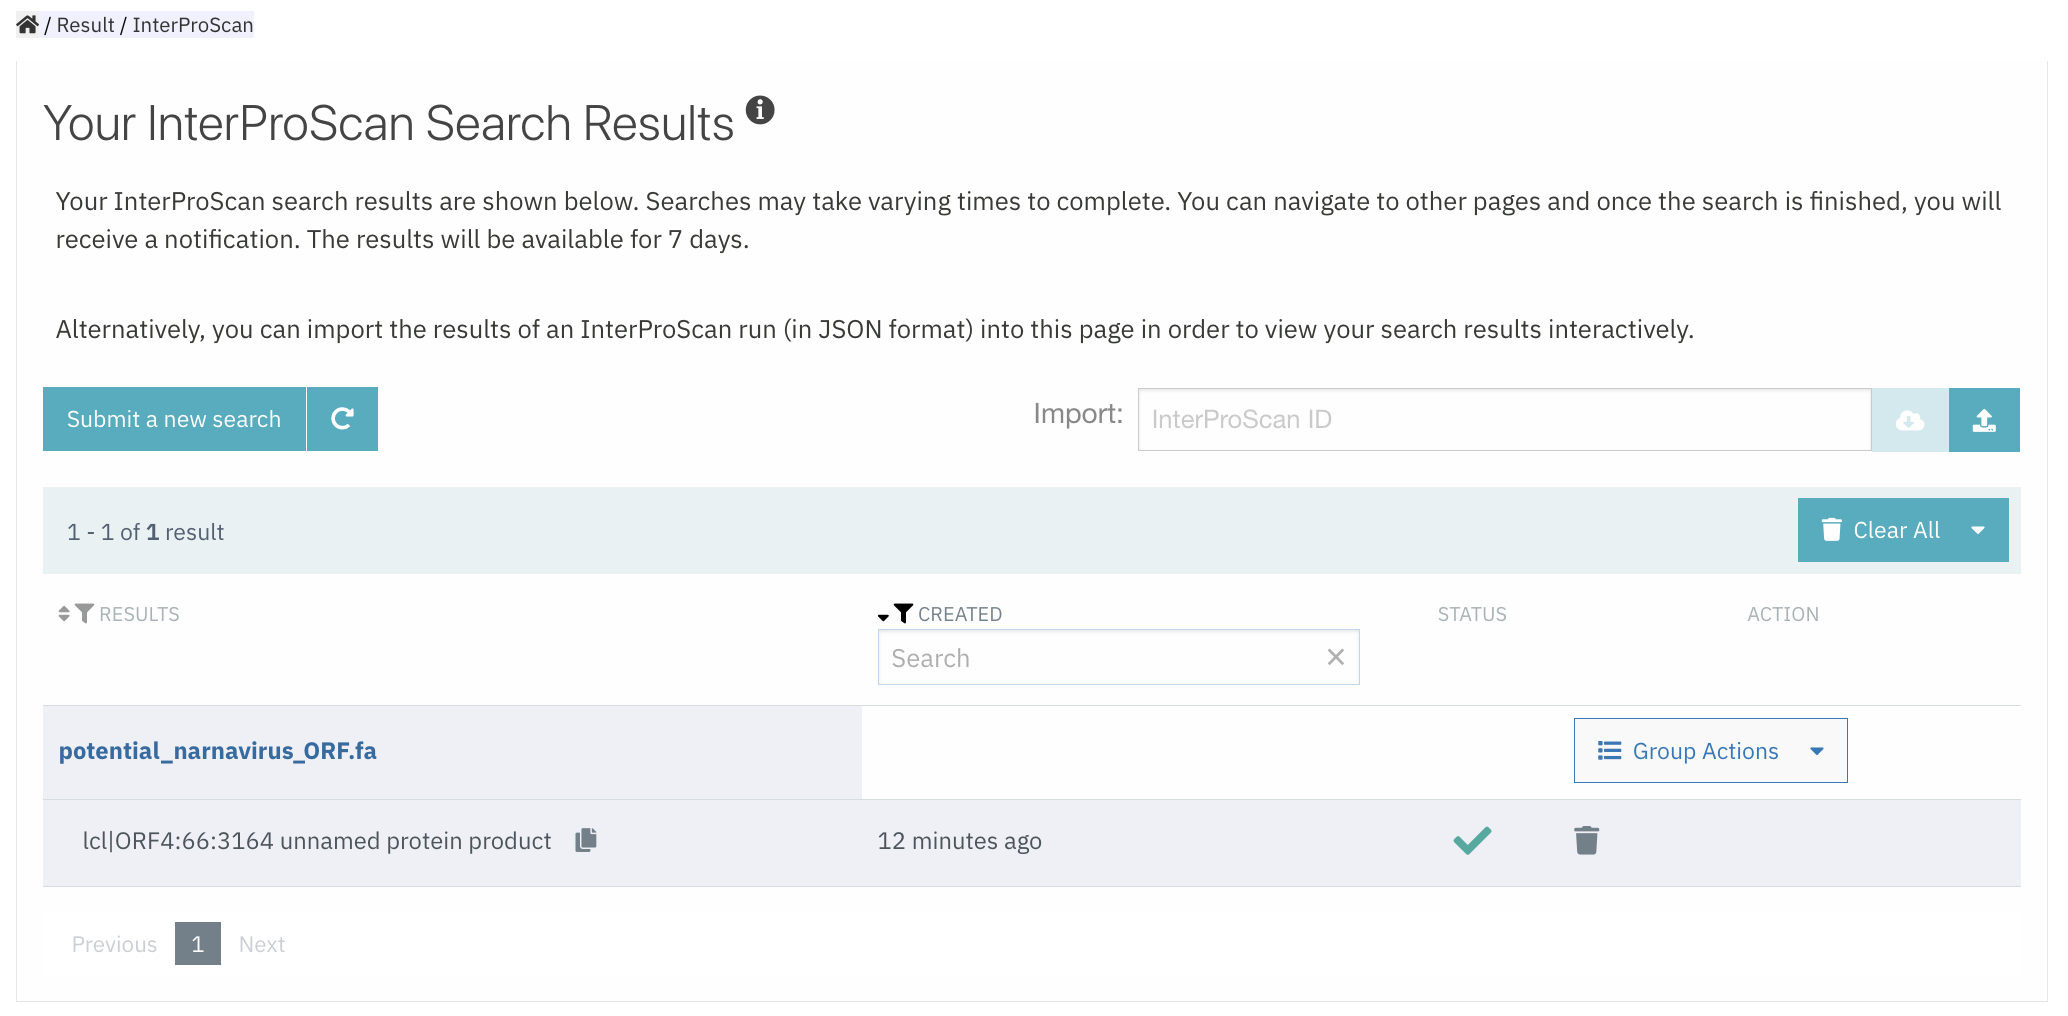 / Result / InterProScan
Your InterProScan Search Results
Your InterProScan search results are shown below. Searches may take varying times to complete. You can navigate to other pages and once the search is finished, you will
receive a notification. The results will be available for 7 days.
Alternatively, you can import the results of an InterProScan run (in JSON format) into this page in order to view your search results interactively.
Submit a new search
Import: InterProScan ID
1 - 1 of 1 result
Clear All
RESULTS CREATED STATUS ACTION
Search
potential_narnavirus_ORF.fa
Group Actions
lcl|ORF4:66:3164 unnamed protein product 12 minutes ago
Previous 1 Next